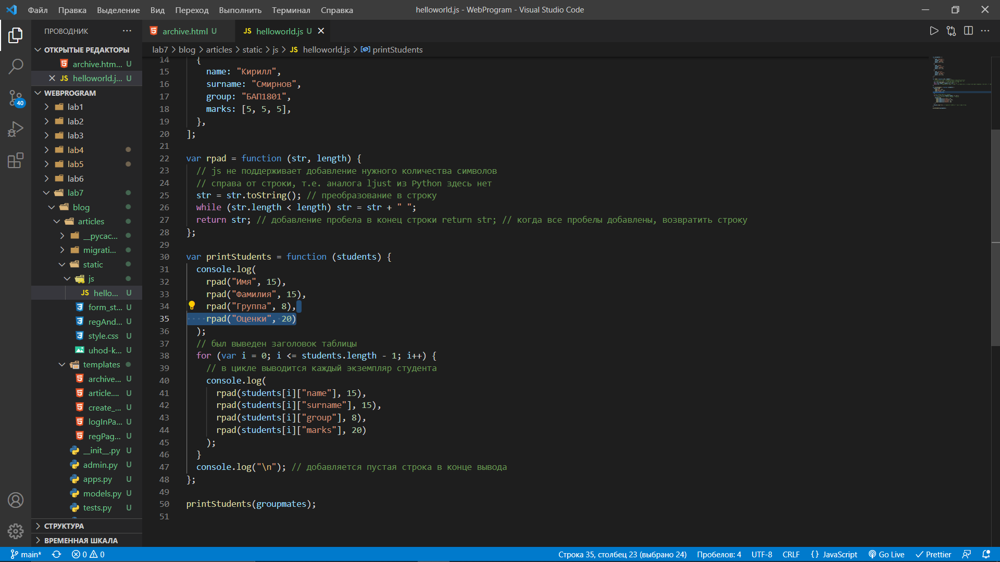 Файл Правка Выделение Вид Переход Выполнить Терминал Справка helloworld.js - WebProgram - Visual Studio Code
ПРОВОДНИК ···
archive.html U JS helloworld.js U
lab7 > blog > articles > static > js > JS helloworld.js > printStudents
ОТКРЫТЫЕ РЕДАКТОРЫ
archive.htm... U
JS helloworld.j... U
WEBPROGRAM
lab1
lab2
lab3
lab4
lab5
lab6
lab7
blog
articles
__pycac...
migrati...
static
js
JS hello... U
form_st... U
regAnd... U
style.css U
uhod-k... U
templates
archive... U
article.... U
create_... U
logInPa... U
regPag... U
__init__.py U
admin.py U
apps.py U
models.py U
tests.py U
СТРУКТУРА
ВРЕМЕННАЯ ШКАЛА
40
14 {
15 name: "Кирилл",
16 surname: "Смирнов",
17 group: "БАП1801",
18 marks: [5, 5, 5],
19 },
20 ];
21
22 var rpad = function (str, length) {
23 // js не поддерживает добавление нужного количества символов
24 // справа от строки, т.е. аналога ljust из Python здесь нет
25 str = str.toString(); // преобразование в строку
26 while (str.length < length) str = str + " ";
27 return str; // добавление пробела в конец строки return str; // когда все пробелы добавлены, возвратить строку
28 };
29
30 var printStudents = function (students) {
31 console.log(
32 rpad("Имя", 15),
33 rpad("Фамилия", 15),
34 rpad("Группа", 8),
35 rpad("Оценки", 20)
36 );
37 // был выведен заголовок таблицы
38 for (var i = 0; i <= students.length - 1; i++) {
39 // в цикле выводится каждый экземпляр студента
40 console.log(
41 rpad(students[i]["name"], 15),
42 rpad(students[i]["surname"], 15),
43 rpad(students[i]["group"], 8),
44 rpad(students[i]["marks"], 20)
45 );
46 }
47 console.log("\n"); // добавляется пустая строка в конце вывода
48 };
49
50 printStudents(groupmates);
51
main* 0 0 Строка 35, столбец 23 (выбрано 24) Пробелов: 4 UTF-8 CRLF {} JavaScript Go Live Prettier